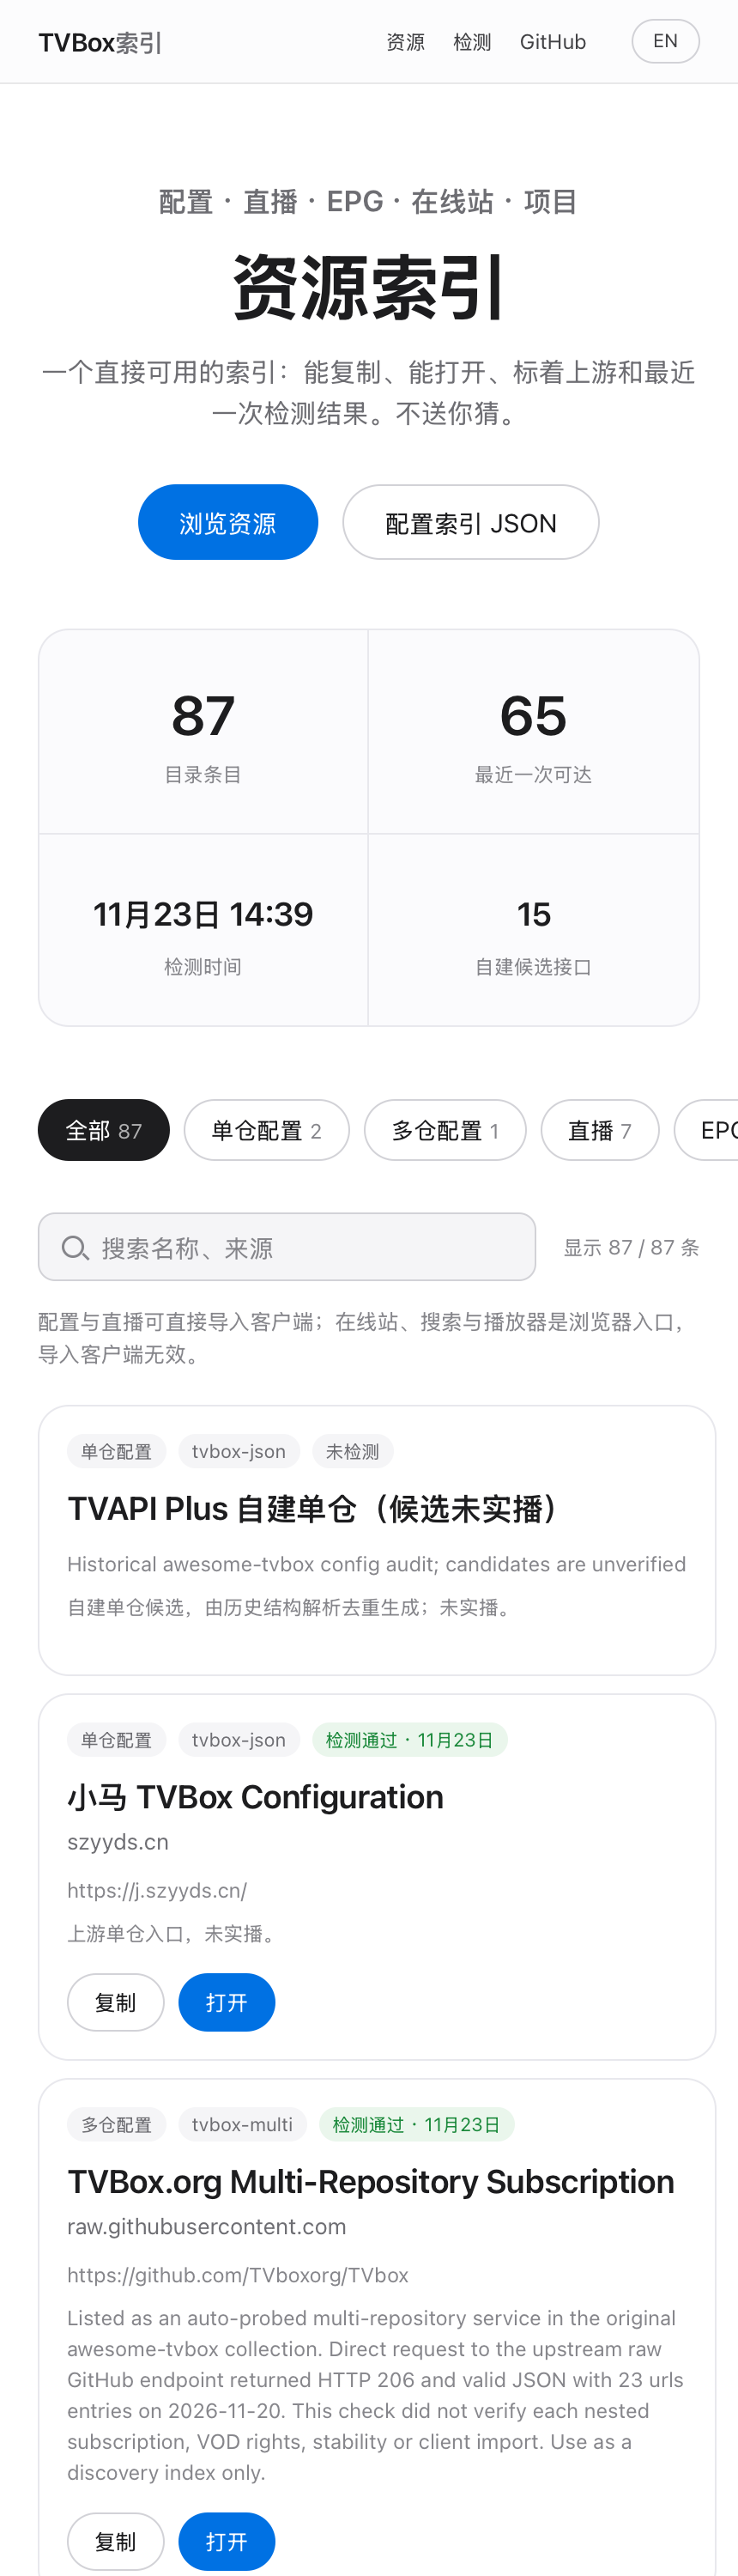 TVBox索引
资源 检测 GitHub EN
配置 · 直播 · EPG · 在线站 · 项目
资源索引
一个直接可用的索引：能复制、能打开、标着上游和最近
一次检测结果。不送你猜。
浏览资源 配置索引 JSON
87 65
目录条目 最近一次可达
11月23日 14:39 15
检测时间 自建候选接口
全部 87 单仓配置 2 多仓配置 1 直播 7 EPG
搜索名称、来源 显示 87 / 87 条
配置与直播可直接导入客户端；在线站、搜索与播放器是浏览器入口，
导入客户端无效。
单仓配置 tvbox-json 未检测
TVAPI Plus 自建单仓（候选未实播）
Historical awesome-tvbox config audit; candidates are unverified
自建单仓候选，由历史结构解析去重生成；未实播。
单仓配置 tvbox-json 检测通过 · 11月23日
小马 TVBox Configuration
szyyds.cn
https://j.szyyds.cn/
上游单仓入口，未实播。
复制 打开
多仓配置 tvbox-multi 检测通过 · 11月23日
TVBox.org Multi-Repository Subscription
raw.githubusercontent.com
https://github.com/TVboxorg/TVbox
Listed as an auto-probed multi-repository service in the original
awesome-tvbox collection. Direct request to the upstream raw
GitHub endpoint returned HTTP 206 and valid JSON with 23 urls
entries on 2026-11-20. This check did not verify each nested
subscription, VOD rights, stability or client import. Use as a
discovery index only.
复制 打开